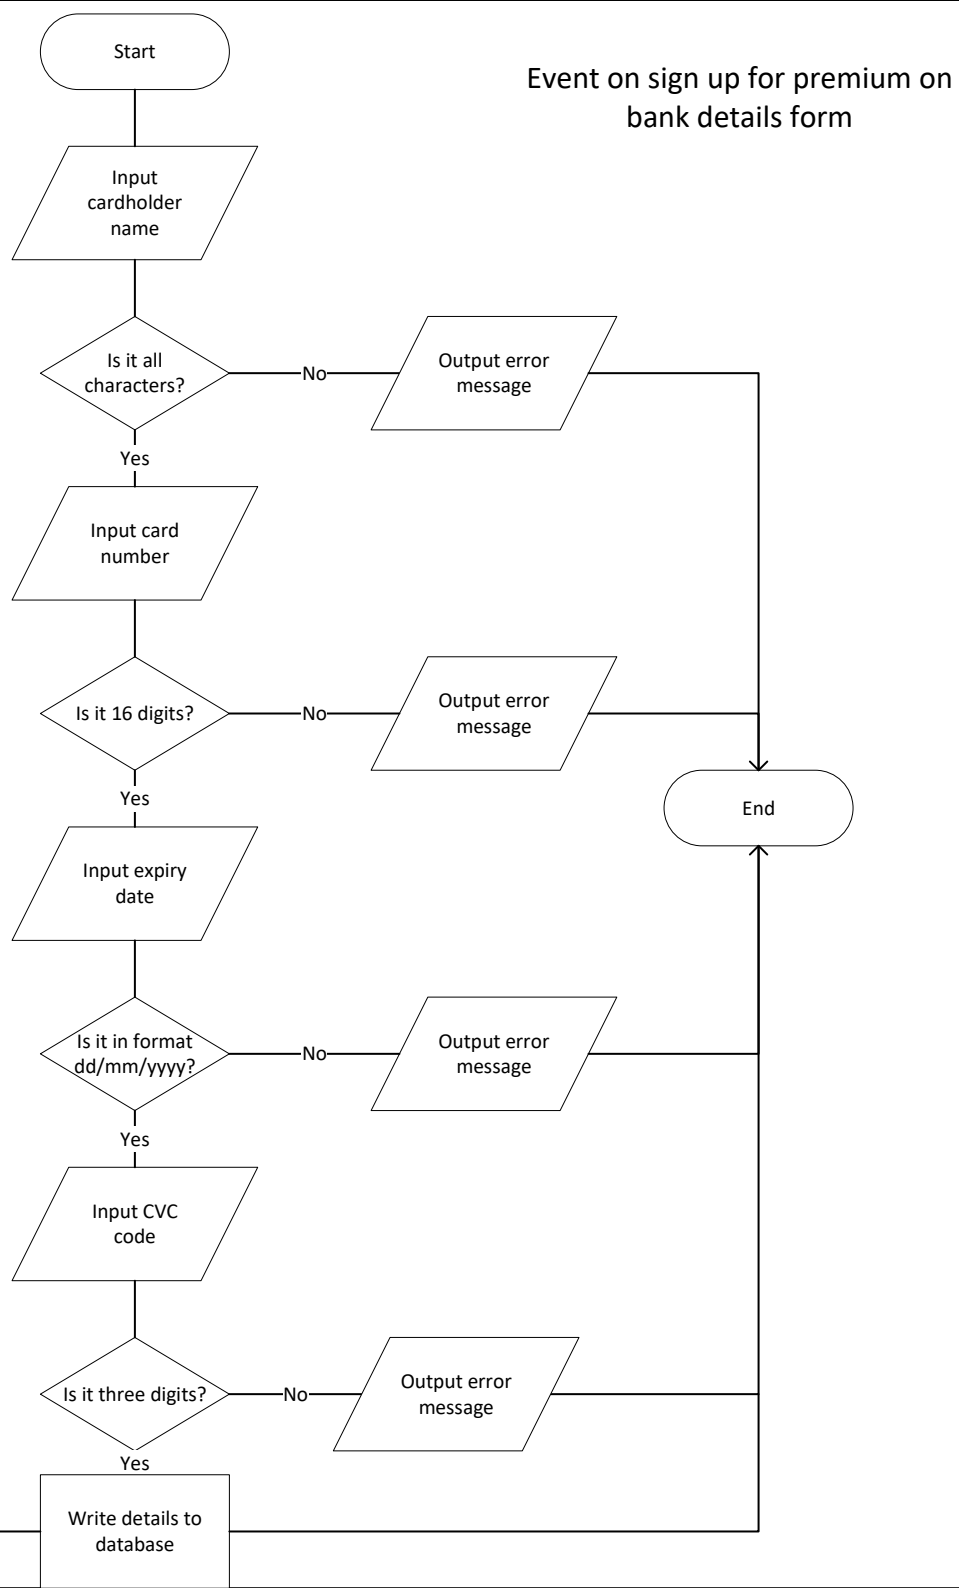 Start
Event on sign up for premium on
bank details form
Input
cardholder
name
Is it all
characters?
No
Output error
message
Yes
Input card
number
Is it 16 digits?
No
Output error
message
Yes
End
Input expiry
date
Is it in format
dd/mm/yyyy?
No
Output error
message
Yes
Input CVC
code
Is it three digits?
No
Output error
message
Yes
Write details to
database